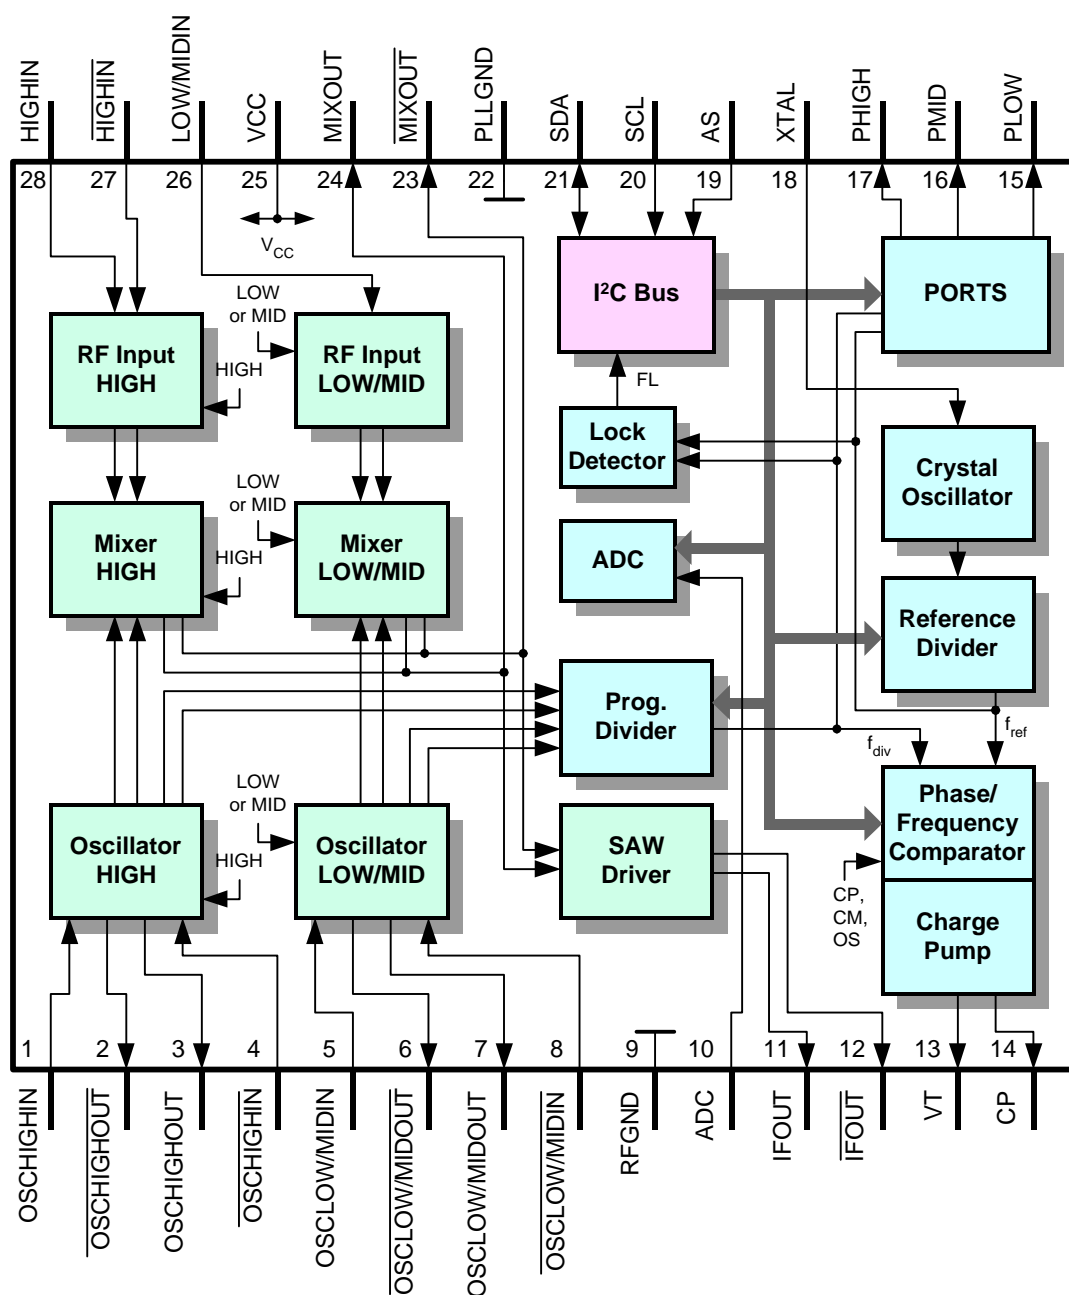 HIGHIN
HIGHIN
LOW/MIDIN
VCC
MIXOUT
MIXOUT
PLLGND
SDA
SCL
AS
XTAL
PHIGH
PMID
PLOW
28
27
26
25
24
23
22
21
20
19
18
17
16
15
VCC
LOW
or MID
RF Input
HIGH
HIGH
RF Input
LOW/MID
I²C Bus
PORTS
FL
Lock
Detector
Crystal
Oscillator
LOW
or MID
Mixer
HIGH
HIGH
Mixer
LOW/MID
ADC
Reference
Divider
Prog.
Divider
fdiv
fref
LOW
or MID
Oscillator
HIGH
HIGH
Oscillator
LOW/MID
SAW
Driver
Phase/
Frequency
Comparator
CP,
CM,
OS
Charge
Pump
1
2
3
4
5
6
7
8
9
10
11
12
13
14
OSCHIGHIN
OSCHIGHOUT
OSCHIGHOUT
OSCHIGHIN
OSCLOW/MIDIN
OSCLOW/MIDOUT
OSCLOW/MIDOUT
OSCLOW/MIDIN
RFGND
ADC
IFOUT
IFOUT
VT
CP